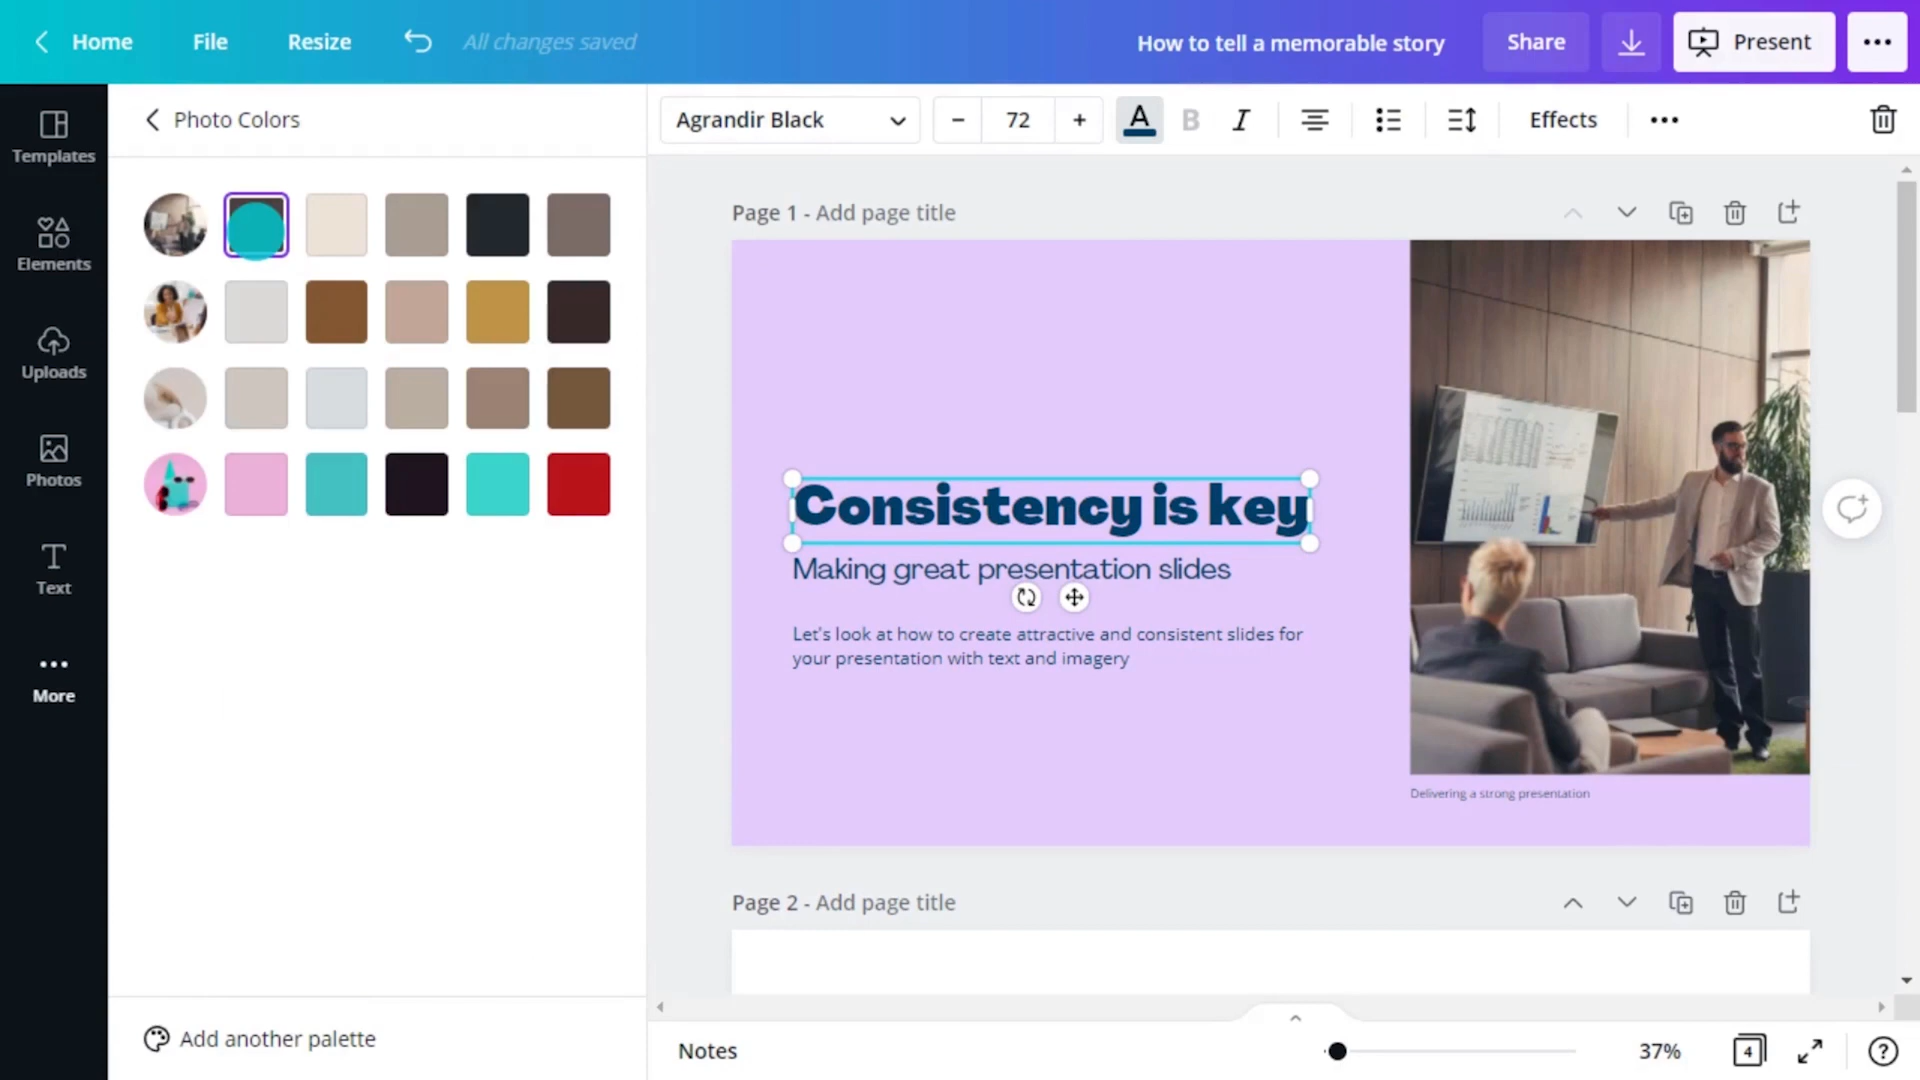 Home File Resize All changes saved How to tell a memorable story Share Present
Photo Colors
Agrandir Black 72 A B I Effects
Templates
Elements
Uploads
Photos
Text
More
Page 1 - Add page title
Consistency is key
Making great presentation slides
Let's look at how to create attractive and consistent slides for
your presentation with text and imagery
Delivering a strong presentation
Page 2 - Add page title
Add another palette
Notes 37% 4 ?